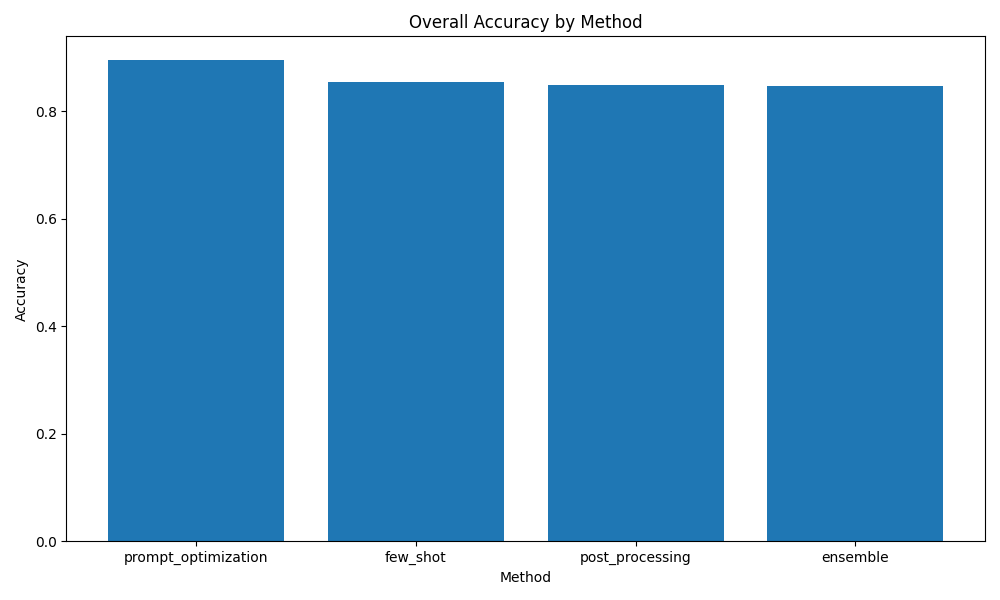 Overall Accuracy by Method
Accuracy
0.8
0.6
0.4
0.2
0.0
prompt_optimization few_shot post_processing ensemble
Method